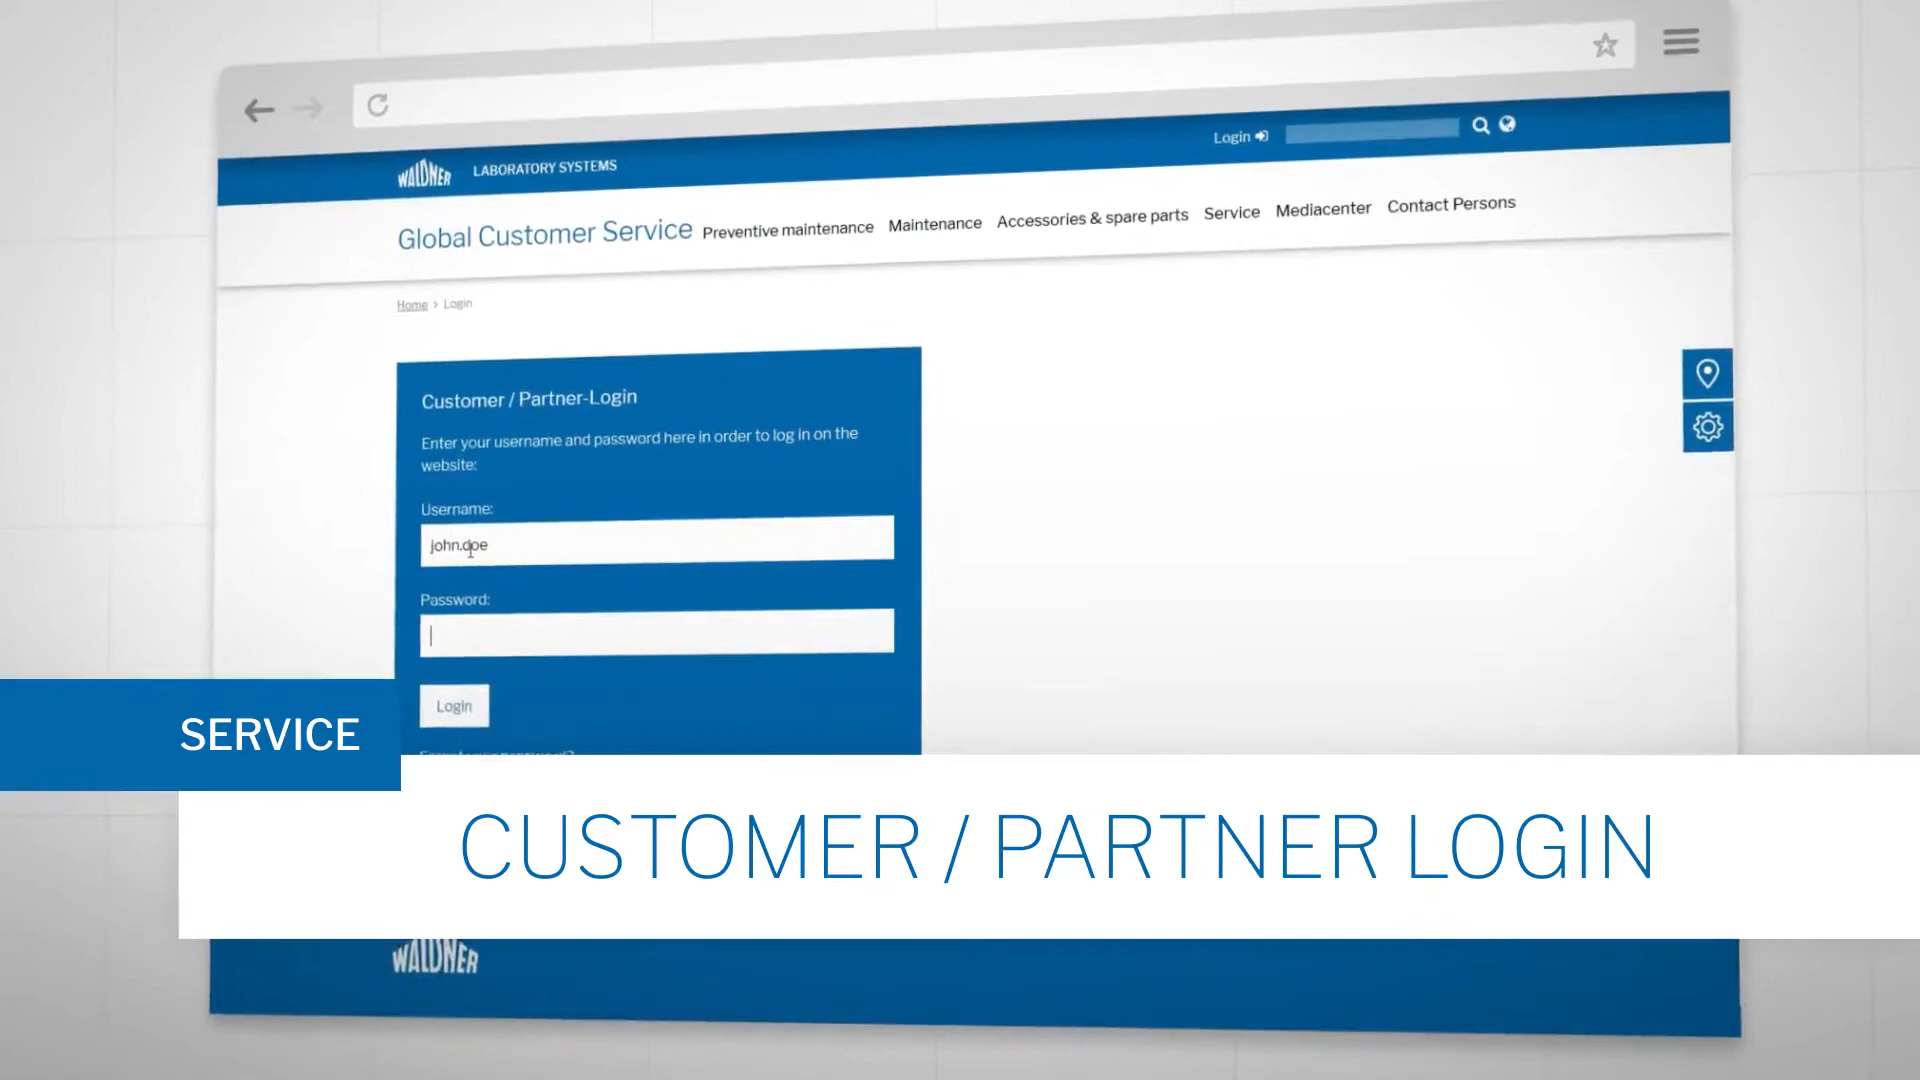 WALDNER LABORATORY SYSTEMS Login
Global Customer Service Preventive maintenance Maintenance Accessories & spare parts Service Mediacenter Contact Persons
Home > Login
Customer / Partner-Login
Enter your username and password here in order to log in on the
website:
Username:
john.doe
Password:
Login
SERVICE
CUSTOMER / PARTNER LOGIN
WALDNER